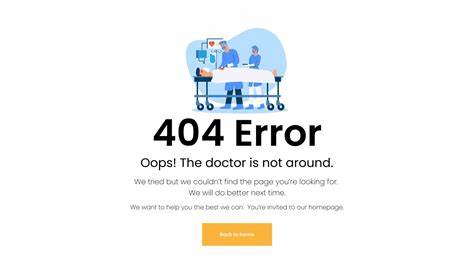 404 Error
Oops! The doctor is not around.
We tried but we couldn't find the page you're looking for.
We will do better next time.
We want to help you the best we can. You're invited to our homepage.
Back to home